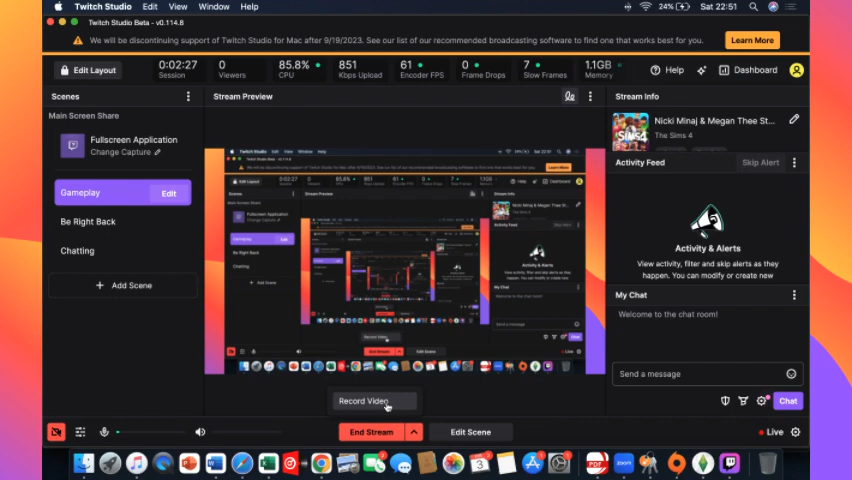 Twitch Studio Edit View Window Help 24% Sat 22:51
Twitch Studio Beta - v0.114.8
We will be discontinuing support of Twitch Studio for Mac after 9/19/2023. See our list of our recommended broadcasting software to find one that works best for you. Learn More
Edit Layout
0:02:27 0 85.8% 851 61 0 7 1.1GB
Session Viewers CPU Kbps Upload Encoder FPS Frame Drops Slow Frames Memory
Help Dashboard
Scenes
Main Screen Share
Fullscreen Application
Change Capture
Gameplay Edit
Be Right Back
Chatting
+ Add Scene
Stream Preview
Record Video
End Stream
Edit Scene
Stream Info
Nicki Minaj & Megan Thee St...
The Sims 4
Activity Feed Skip Alert
Activity & Alerts
View activity, filter and skip alerts as they
happen. You can modify or create new
My Chat
Welcome to the chat room!
Send a message
Chat
Live